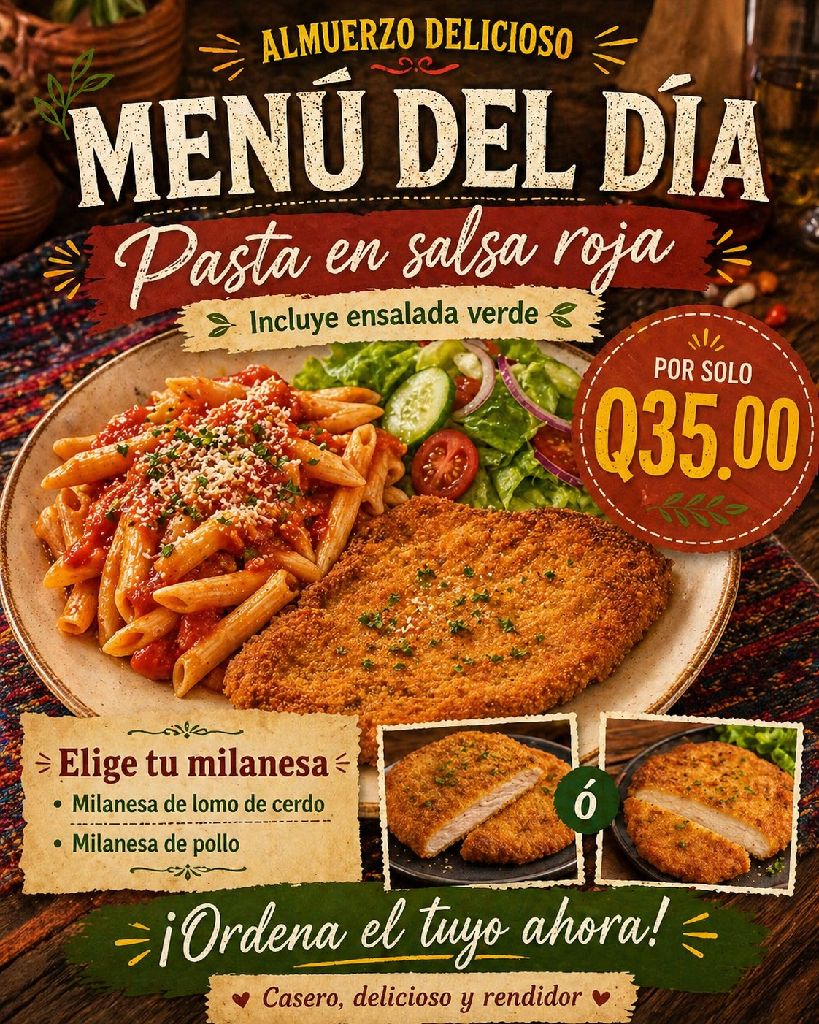 ALMUERZO DELICIOSO
MENÚ DEL DÍA
Pasta en salsa roja
Incluye ensalada verde
POR SOLO
Q35.00
Elige tu milanesa
• Milanesa de lomo de cerdo
• Milanesa de pollo
ó
¡Ordena el tuyo ahora!
Casero, delicioso y rendidor